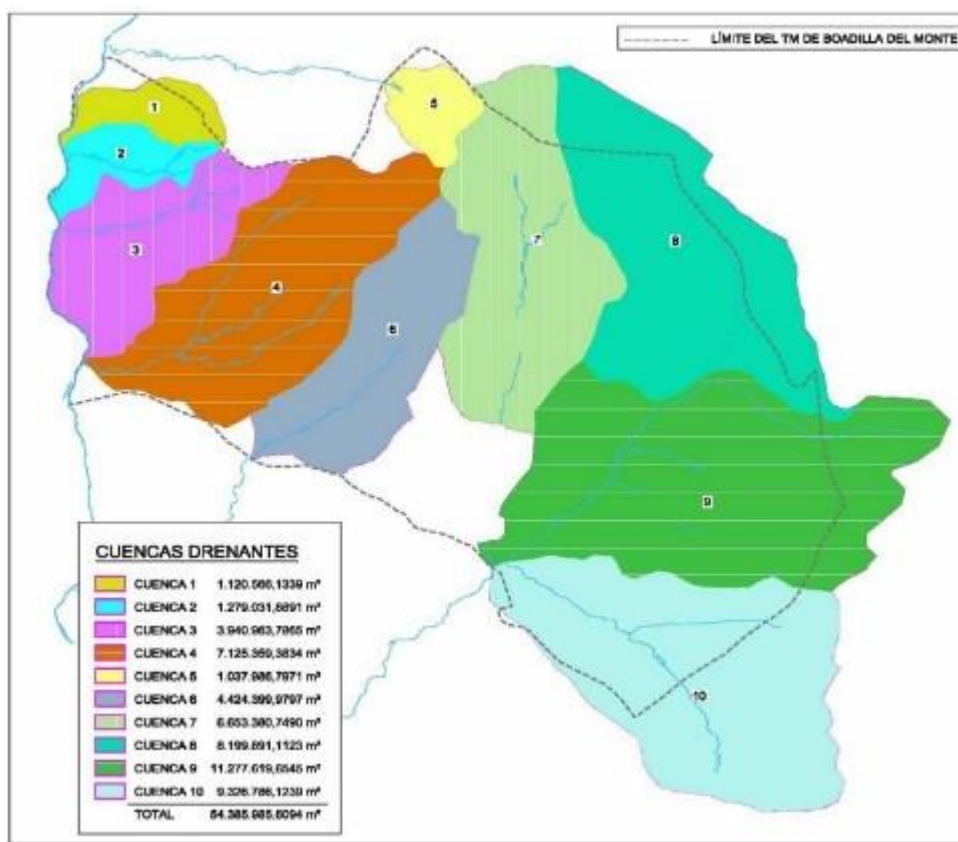 LÍMITE DEL TM DE BOADILLA DEL MONTE
1
5
2
7
8
3
4
6
9
10
CUENCAS DRENANTES
CUENCA 1 1.120.566,1339 m²
CUENCA 2 1.279.031,8891 m²
CUENCA 3 3.940.963,7865 m²
CUENCA 4 7.125.359,3834 m²
CUENCA 5 1.037.986,7971 m²
CUENCA 6 4.424.399,9797 m²
CUENCA 7 6.653.380,7490 m²
CUENCA 8 8.199.891,1123 m²
CUENCA 9 11.277.619,6545 m²
CUENCA 10 9.326.786,1239 m²
TOTAL 54.385.985,6094 m²